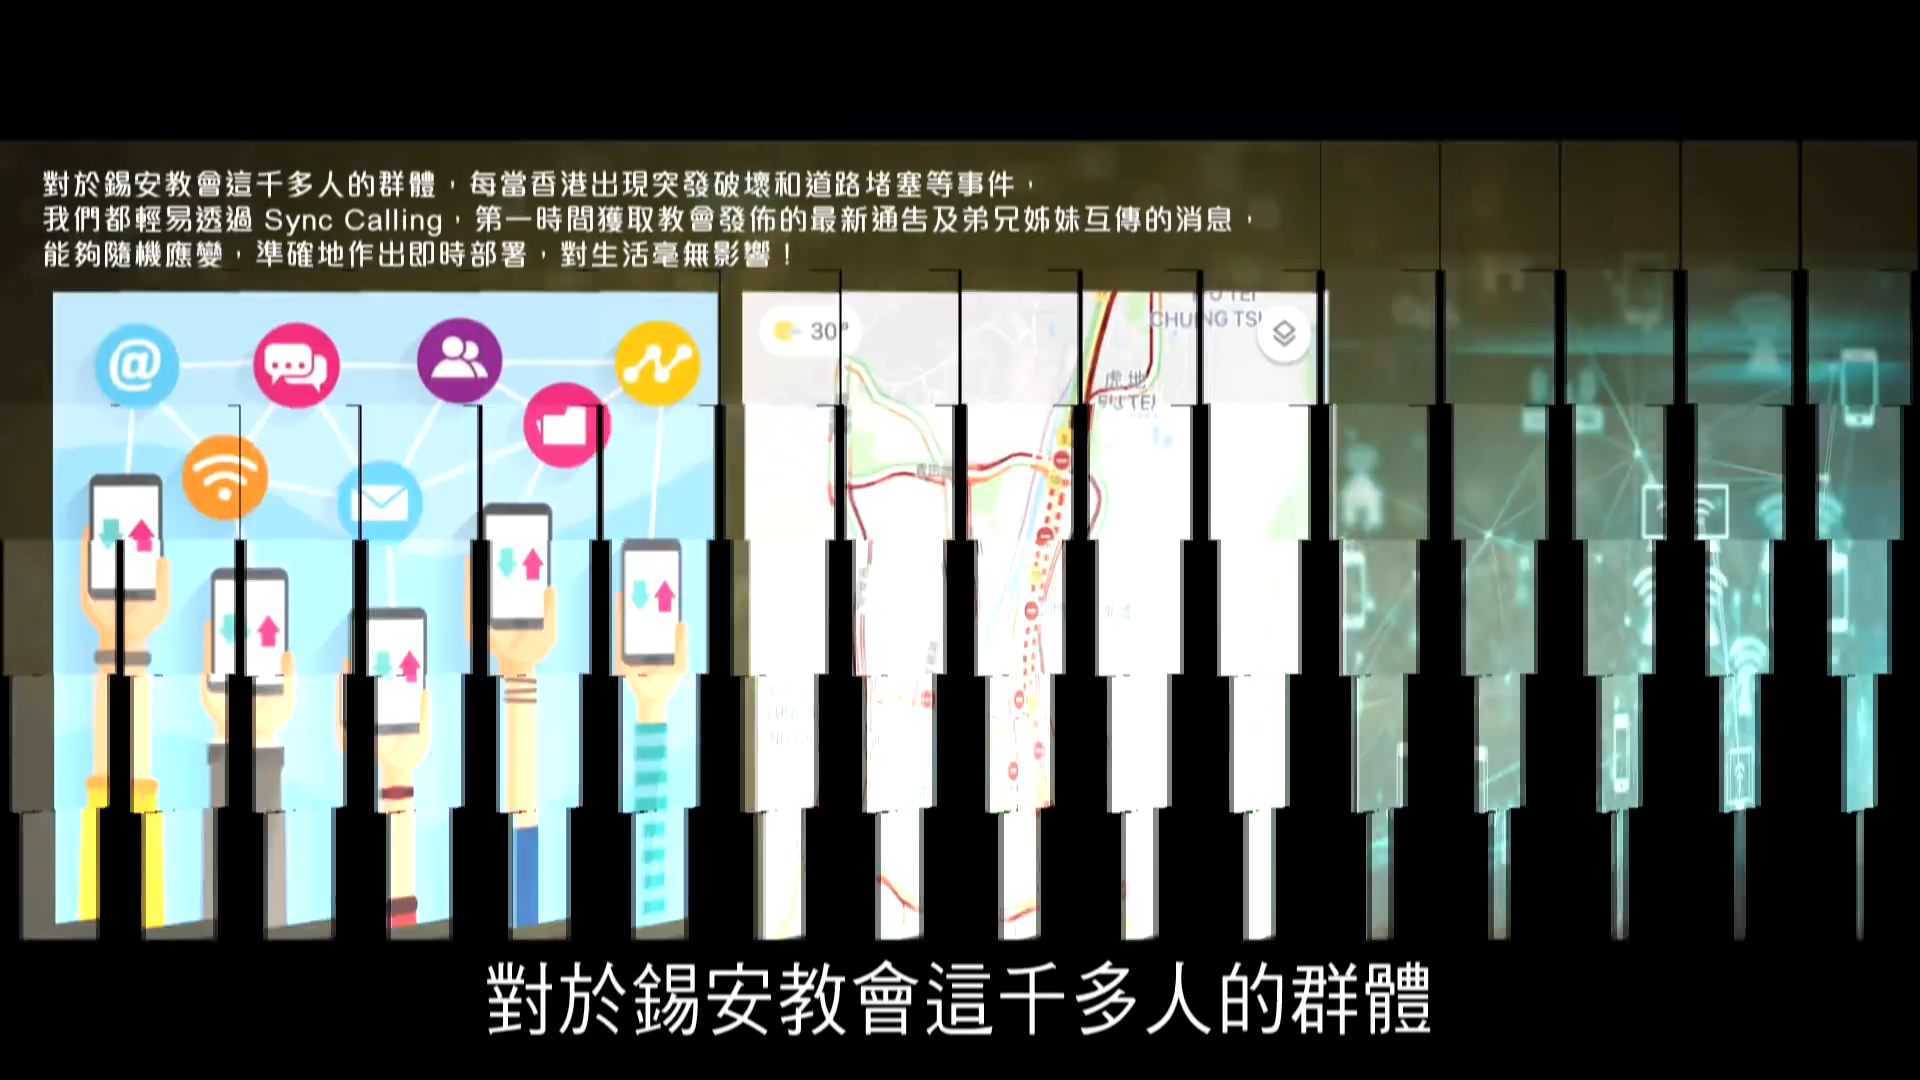 對於錫安教會這千多人的群體，每當香港出現突發破壞和道路堵塞等事件，
我們都輕易透過 Sync Calling，第一時間獲取教會發佈的最新通告及弟兄姊妹互傳的消息，
能夠隨機應變，準確地作出即時部署，對生活毫無影響！
@
30°
CHUNG TSU
虎地
FU TEI
對於錫安教會這千多人的群體